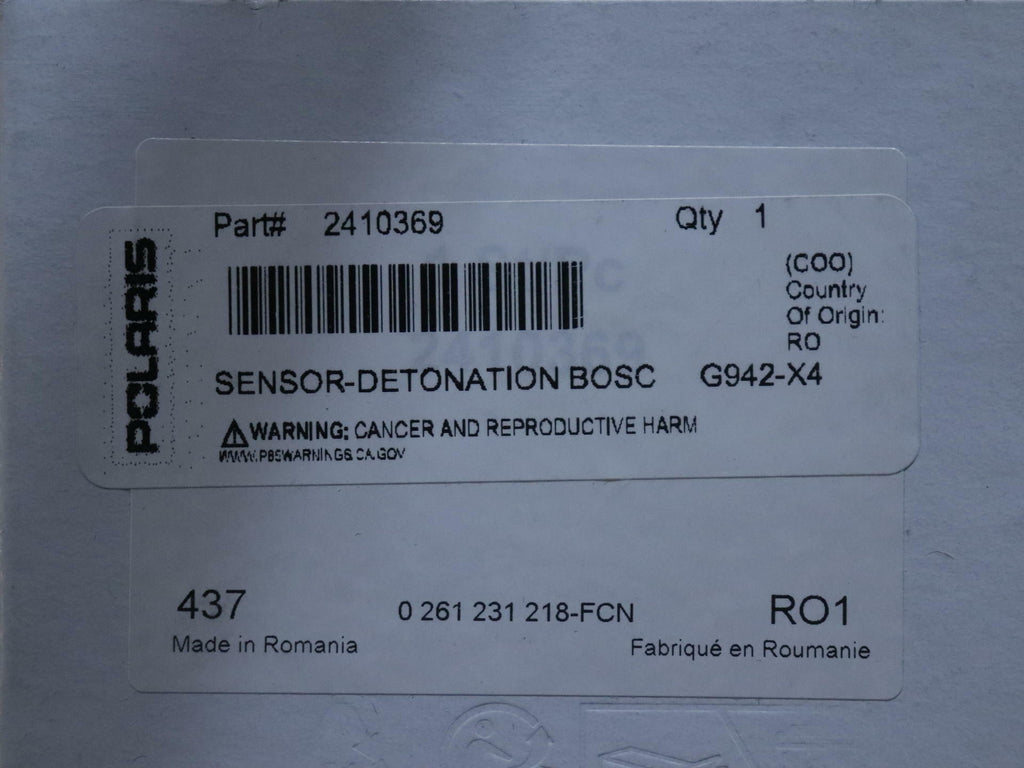 POLARIS
Part# 2410369 Qty 1
(COO)
Country
Of Origin:
RO
2410369
SENSOR-DETONATION BOSC G942-X4
WARNING: CANCER AND REPRODUCTIVE HARM
WWW.P65WARNINGS.CA.GOV
437 0 261 231 218-FCN RO1
Made in Romania Fabriqué en Roumanie